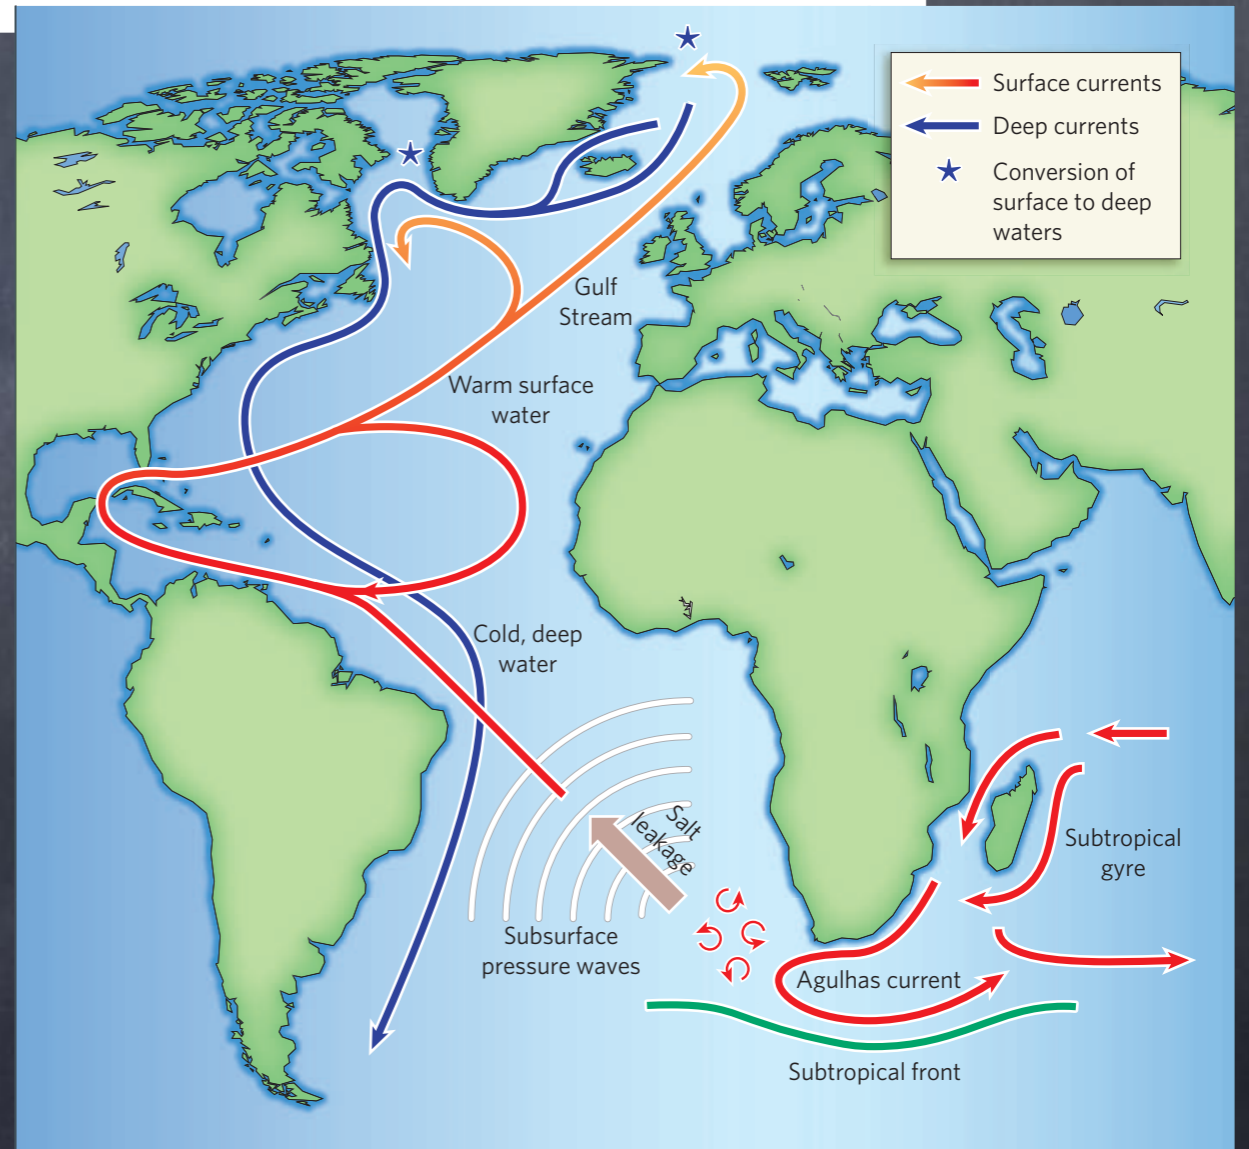 Surface currents
Deep currents
Conversion of
surface to deep
waters
Gulf
Stream
Warm surface
water
Cold, deep
water
Salt
leakage
Subtropical
gyre
Subsurface
pressure waves
Agulhas current
Subtropical front